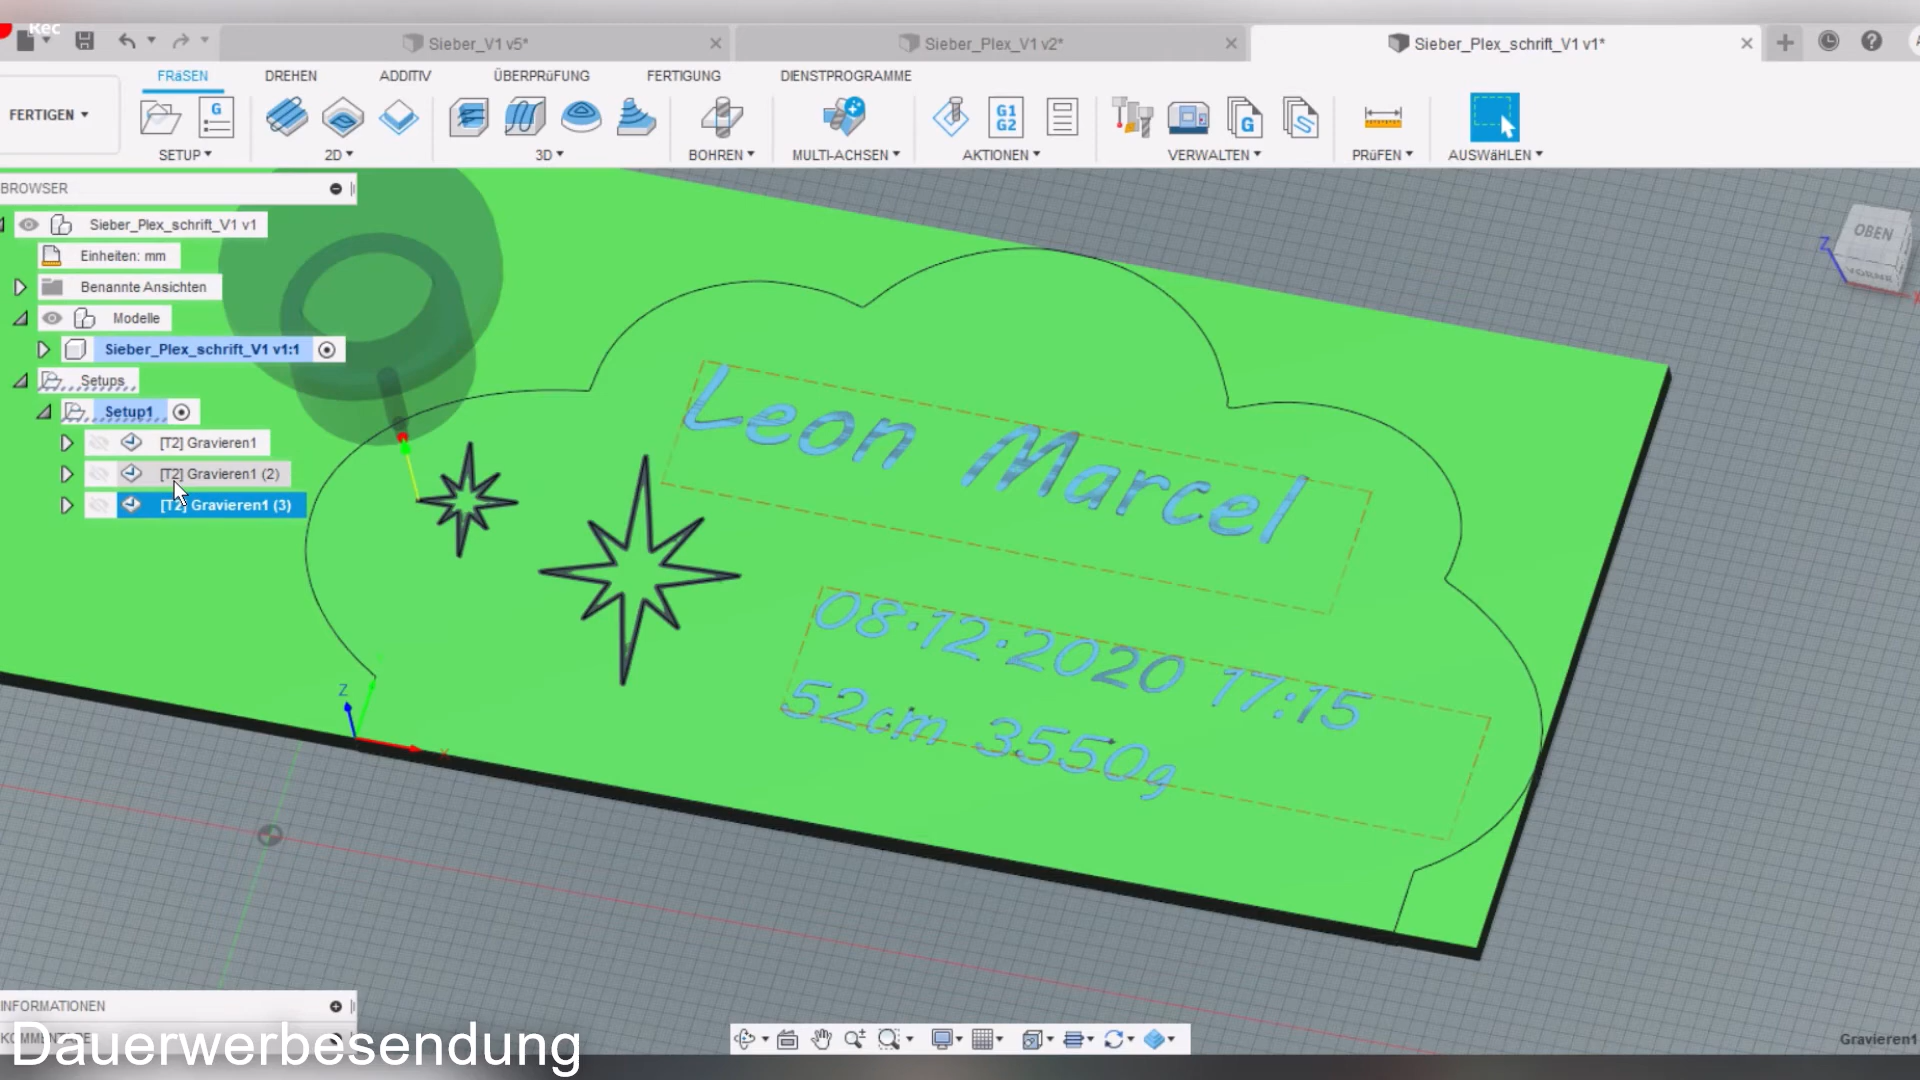 Rec
Sieber_V1 v5*
Sieber_Plex_V1 v2*
Sieber_Plex_schrift_V1 v1*
FRäSEN
DREHEN
ADDITIV
ÜBERPRüFUNG
FERTIGUNG
DIENSTPROGRAMME
FERTIGEN
G
G1
G2
G
SETUP
2D
3D
BOHREN
MULTI-ACHSEN
AKTIONEN
VERWALTEN
PRüFEN
AUSWäHLEN
BROWSER
Sieber_Plex_schrift_V1 v1
Einheiten: mm
Benannte Ansichten
Modelle
Sieber_Plex_schrift_V1 v1:1
Setups
Setup1
[T2] Gravieren1
[T2] Gravieren1 (2)
[T2] Gravieren1 (3)
OBEN
VORNE
Z
X
Leon Marcel
08.12.2020 17:15
52cm 3550g
Z
X
INFORMATIONEN
KOMMENTARE
Dauerwerbesendung
Gravieren1